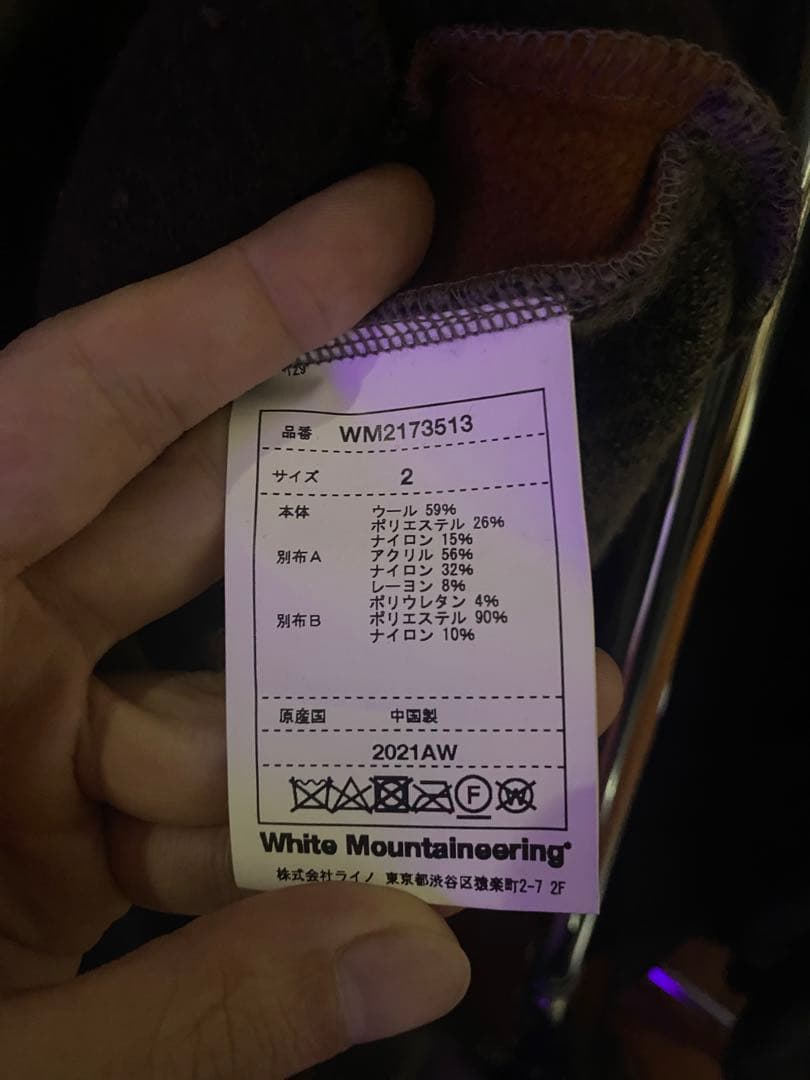 129
品番 WM2173513
サイズ 2
本体 ウール 59%
ポリエステル 26%
ナイロン 15%
別布A アクリル 56%
ナイロン 32%
レーヨン 8%
ポリウレタン 4%
別布B ポリエステル 90%
ナイロン 10%
原産国 中国製
2021AW
F W
White Mountaineering®
株式会社ライノ 東京都渋谷区猿楽町2-7 2F